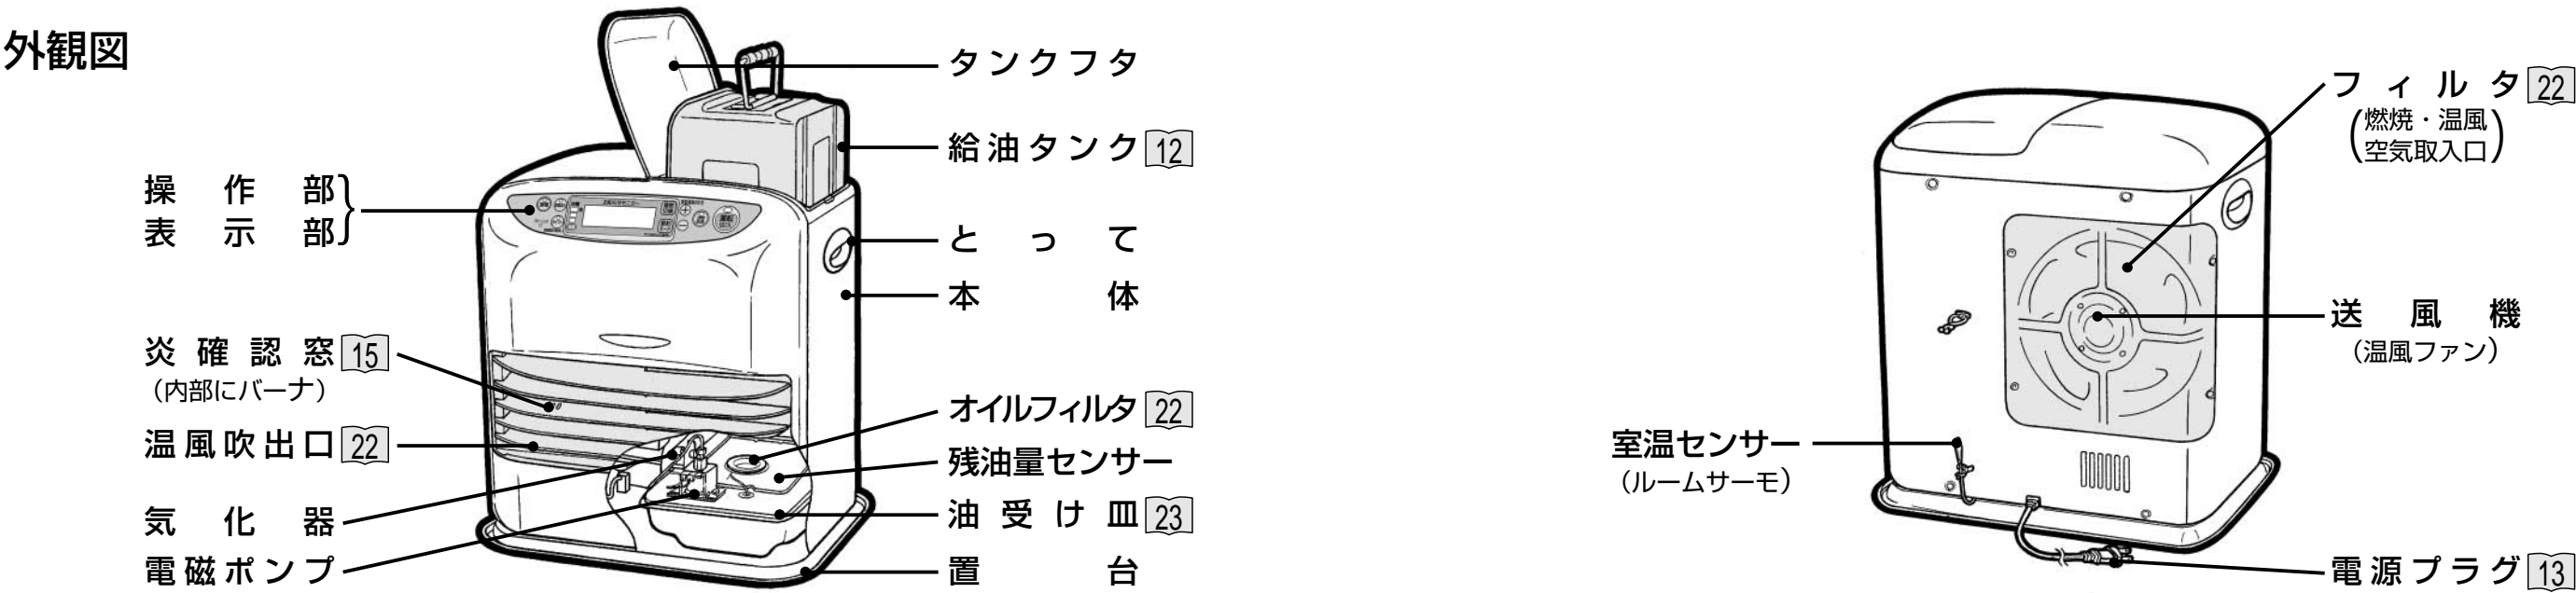 外観図
タンクフタ
給油タンク 12
操作部
表示部
とって
本体
炎確認窓 15
（内部にバーナ）
温風吹出口 22
オイルフィルタ 22
残油量センサー
気化器
油受け皿 23
電磁ポンプ
置台
フィルタ 22
（燃焼・温風
空気取入口）
送風機
（温風ファン）
室温センサー
（ルームサーモ）
電源プラグ 13